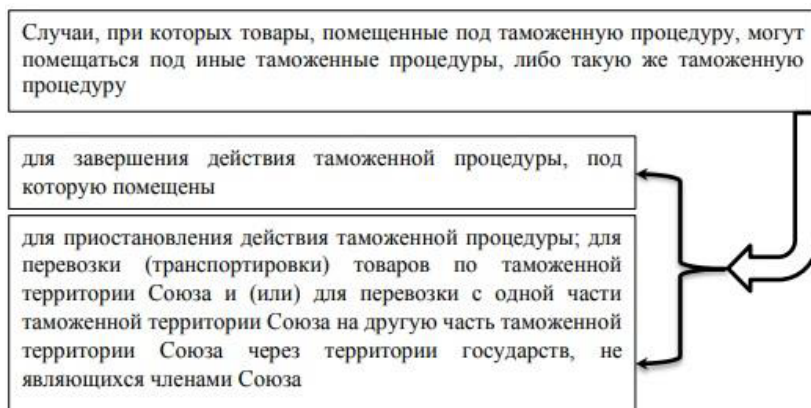 Случаи, при которых товары, помещенные под таможенную процедуру, могут
помещаться под иные таможенные процедуры, либо такую же таможенную
процедуру
для завершения действия таможенной процедуры, под
которую помещены
для приостановления действия таможенной процедуры; для
перевозки (транспортировки) товаров по таможенной
территории Союза и (или) для перевозки с одной части
таможенной территории Союза на другую часть таможенной
территории Союза через территории государств, не
являющихся членами Союза